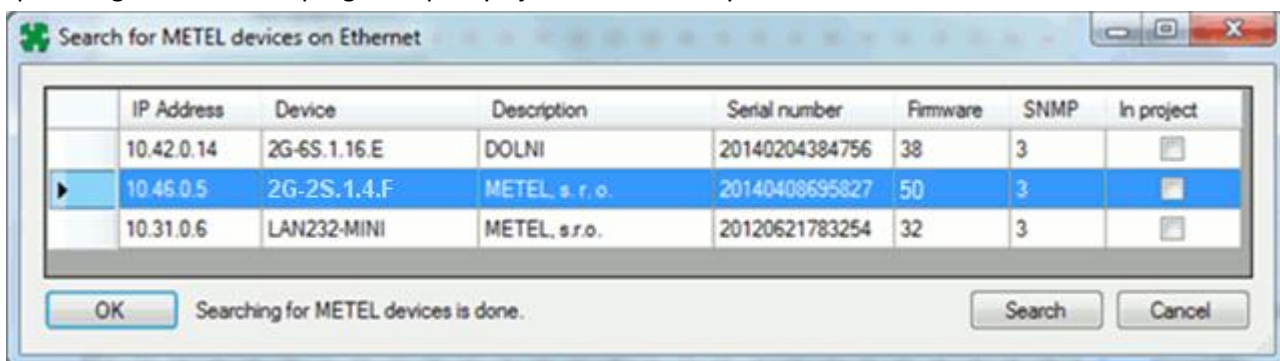 Search for METEL devices on Ethernet
IP Address Device Description Serial number Firmware SNMP In project
10.42.0.14 2G-6S.1.16.E DOLNI 20140204384756 38 3
10.46.0.5 2G-2S.1.4.F METEL, s. r. o. 20140408695827 50 3
10.31.0.6 LAN232-MINI METEL, s.r.o. 20120621783254 32 3
OK Searching for METEL devices is done. Search Cancel